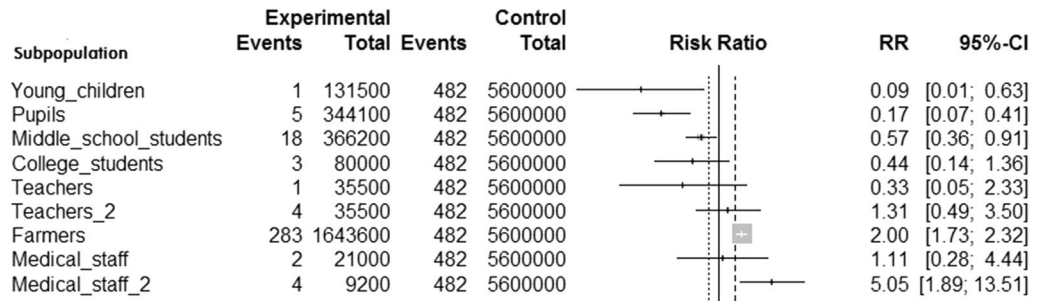 Experimental Control
Subpopulation Events Total Events Total Risk Ratio RR 95%-CI
Young_children 1 131500 482 5600000 0.09 [0.01; 0.63]
Pupils 5 344100 482 5600000 0.17 [0.07; 0.41]
Middle_school_students 18 366200 482 5600000 0.57 [0.36; 0.91]
College_students 3 80000 482 5600000 0.44 [0.14; 1.36]
Teachers 1 35500 482 5600000 0.33 [0.05; 2.33]
Teachers_2 4 35500 482 5600000 1.31 [0.49; 3.50]
Farmers 283 1643600 482 5600000 2.00 [1.73; 2.32]
Medical_staff 2 21000 482 5600000 1.11 [0.28; 4.44]
Medical_staff_2 4 9200 482 5600000 5.05 [1.89; 13.51]